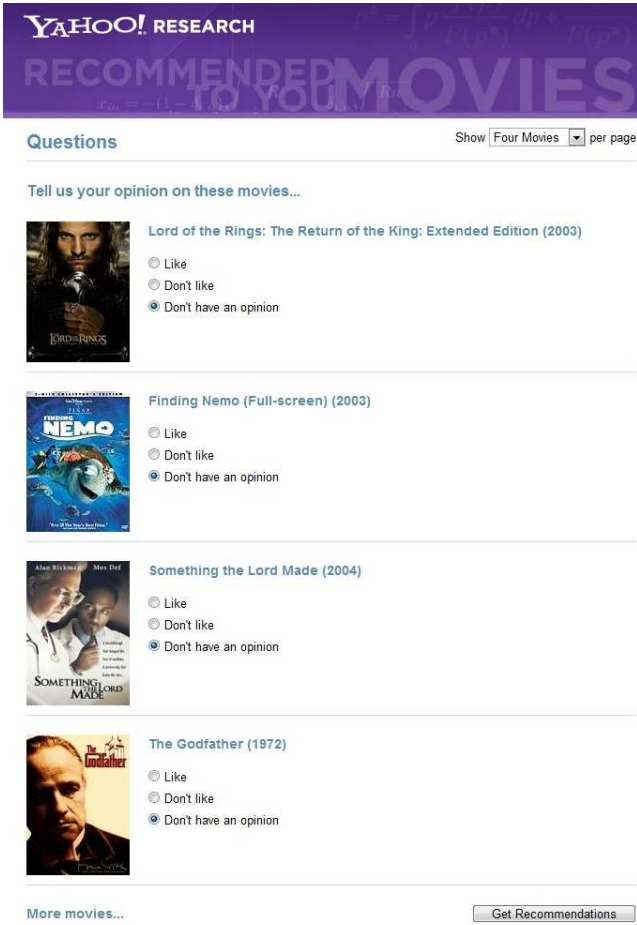 YAHOO! RESEARCH
RECOMMENDED
TO YOU
MOVIES
Questions
Show Four Movies per page
Tell us your opinion on these movies...
Lord of the Rings: The Return of the King: Extended Edition (2003)
Like
Don't like
Don't have an opinion
LORD OF THE RINGS
Finding Nemo (Full-screen) (2003)
Like
Don't like
Don't have an opinion
PIXAR
FINDING
NEMO
Something the Lord Made (2004)
Like
Don't like
Don't have an opinion
Alan Rickman Mos Def
SOMETHING
THE LORD
MADE
The Godfather (1972)
Like
Don't like
Don't have an opinion
The
Godfather
More movies...
Get Recommendations